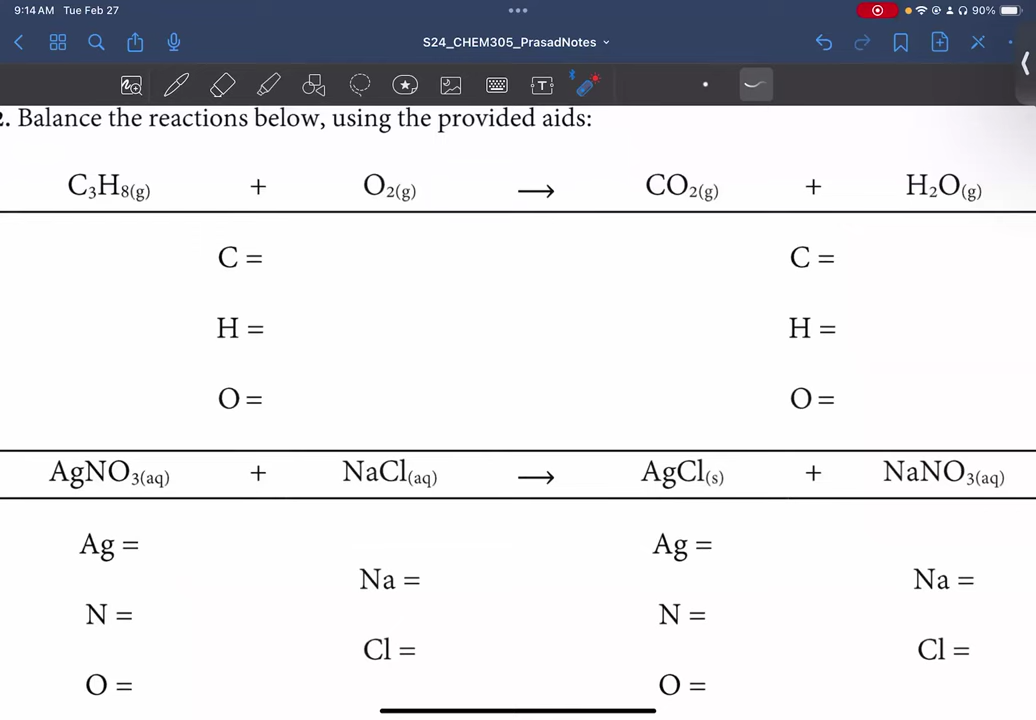 9:14 AM Tue Feb 27
90%
S24_CHEM305_PrasadNotes
2. Balance the reactions below, using the provided aids:
C₃H₈(g) + O₂(g) → CO₂(g) + H₂O(g)
C = C =
H = H =
O = O =
AgNO₃(aq) + NaCl(aq) → AgCl(s) + NaNO₃(aq)
Ag = Ag =
Na = Na =
N = N =
Cl = Cl =
O = O =